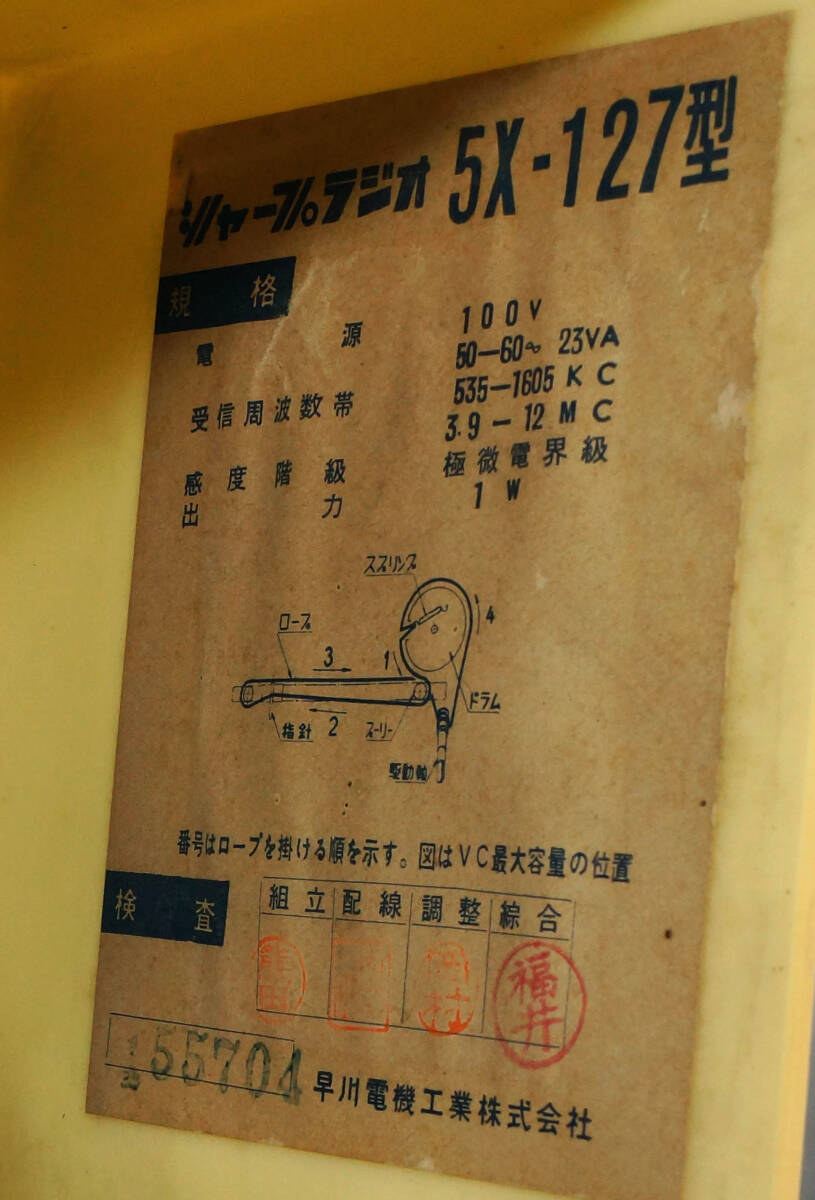 シャープラジオ 5X-127型
規格
電源 100V
50-60~ 23VA
受信周波数帯 535-1605 KC
3.9-12 MC
感度階級 極微電界級
出力 1W
スプリング
ロープ
3
1
4
ドラム
指針
2
プーリー
駆動軸
番号はロープを掛ける順を示す。図はVC最大容量の位置
検査
組立 配線 調整 綜合
福井
155704
早川電機工業株式会社